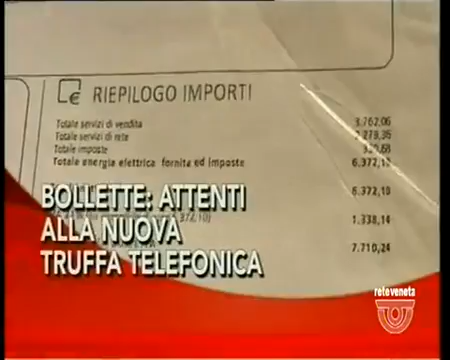 RIEPILOGO IMPORTI
Totale servizi di vendita 3.762,06
Totale servizi di rete 2.278,36
Totale imposte
Totale energia elettrica fornita ed imposte 6.372,10
6.372,10
1.338,14
7.710,24
BOLLETTE: ATTENTI
ALLA NUOVA
TRUFFA TELEFONICA
reteveneta